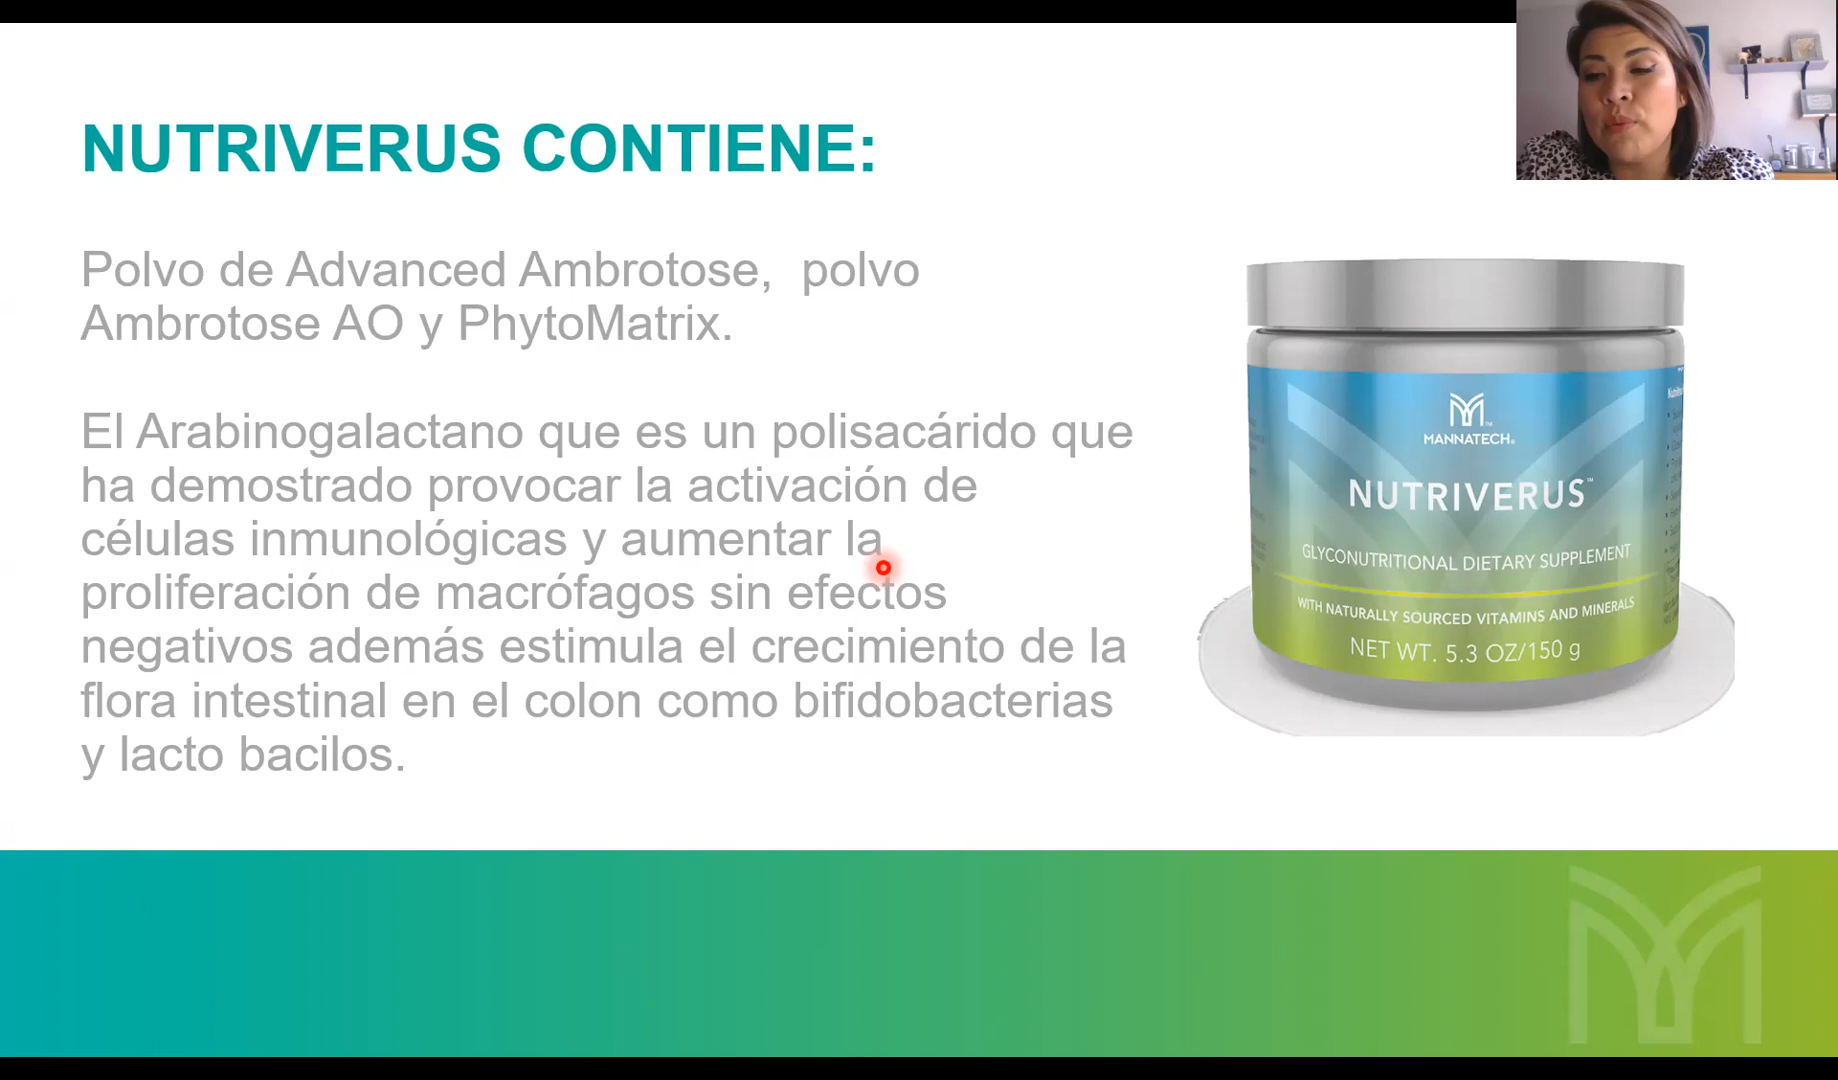 NUTRIVERUS CONTIENE:
Polvo de Advanced Ambrotose,  polvo
Ambrotose AO y PhytoMatrix.
El Arabinogalactano que es un polisacárido que
ha demostrado provocar la activación de
células inmunológicas y aumentar la
proliferación de macrófagos sin efectos
negativos además estimula el crecimiento de la
flora intestinal en el colon como bifidobacterias
y lacto bacilos.
MANNATECH®
NUTRIVERUS™
GLYCONUTRITIONAL DIETARY SUPPLEMENT
WITH NATURALLY SOURCED VITAMINS AND MINERALS
NET WT. 5.3 OZ/150 g